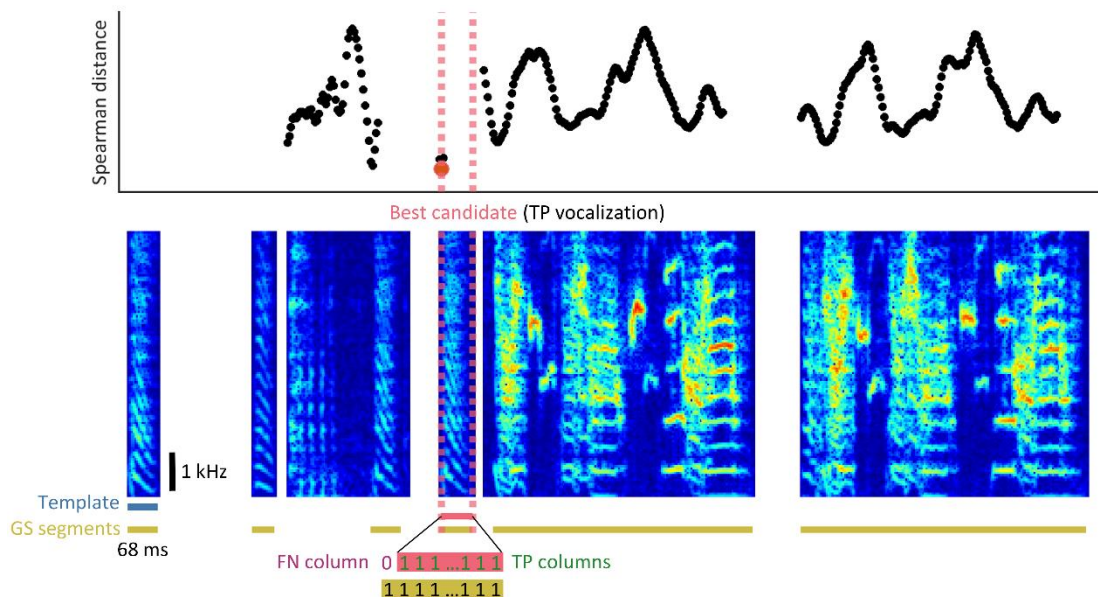 Spearman distance
Best candidate (TP vocalization)
1 kHz
Template
GS segments
68 ms
FN column 0 1 1 1 ... 1 1 1 TP columns
1 1 1 1 ... 1 1 1